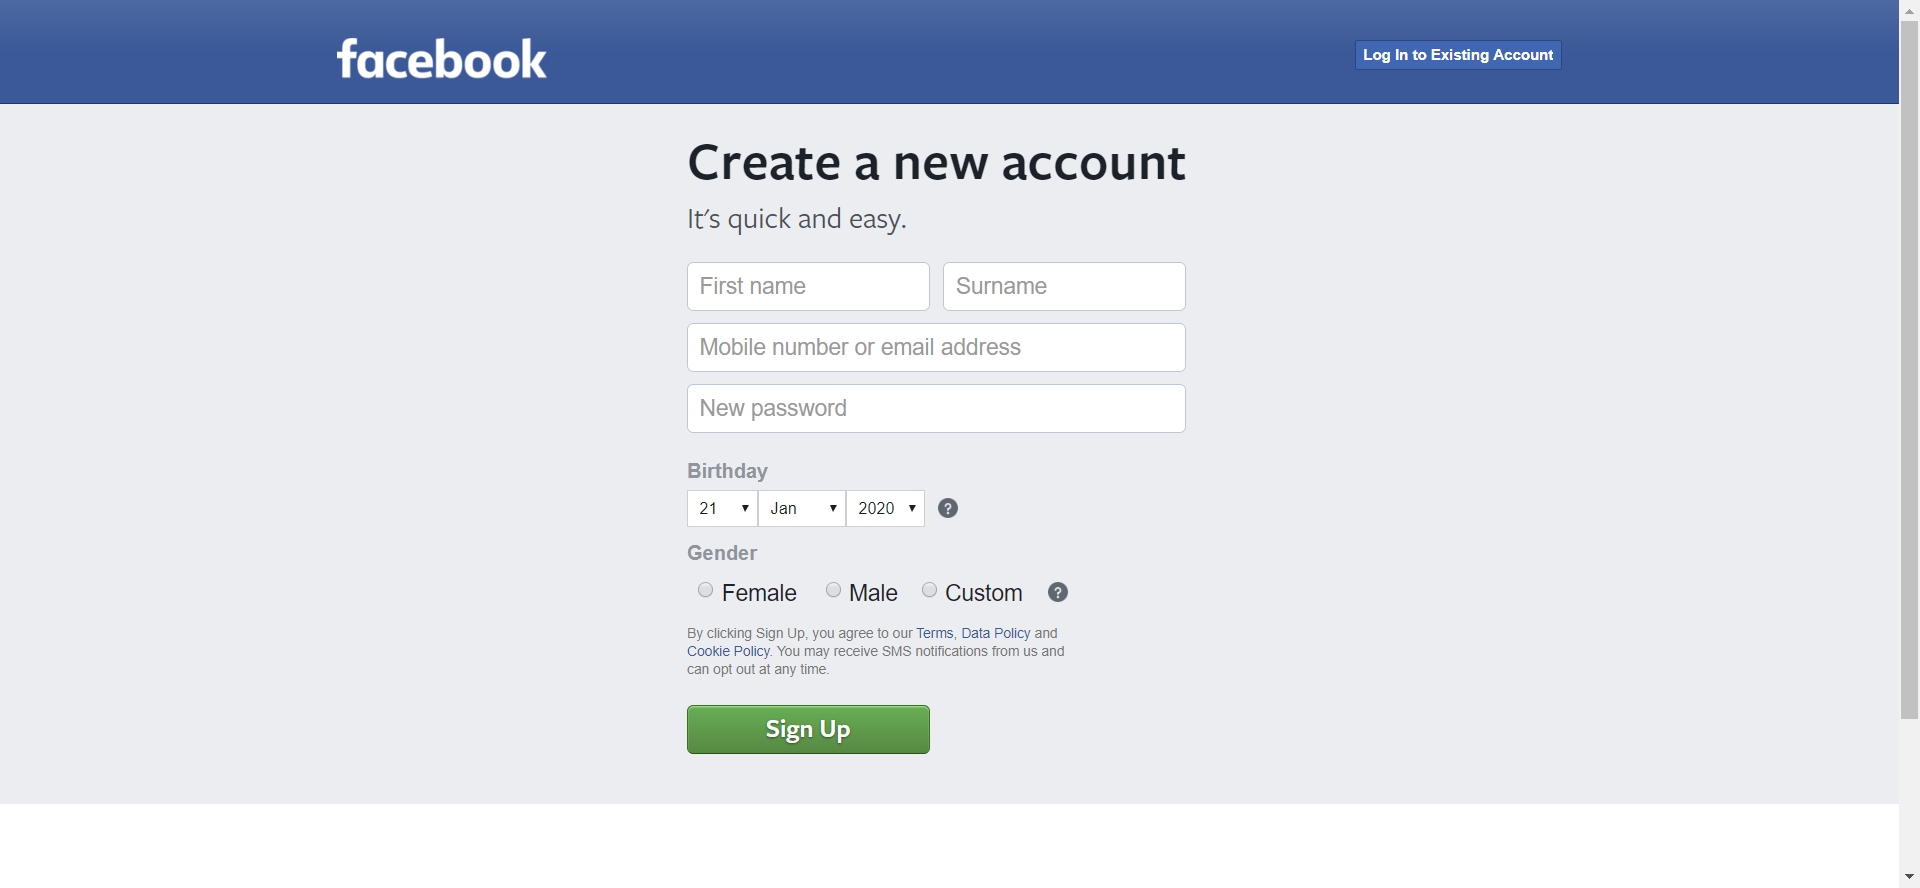 facebook
Log In to Existing Account
Create a new account
It's quick and easy.
First name Surname
Mobile number or email address
New password
Birthday
21 Jan 2020 ?
Gender
Female Male Custom ?
By clicking Sign Up, you agree to our Terms, Data Policy and
Cookie Policy. You may receive SMS notifications from us and
can opt out at any time.
Sign Up